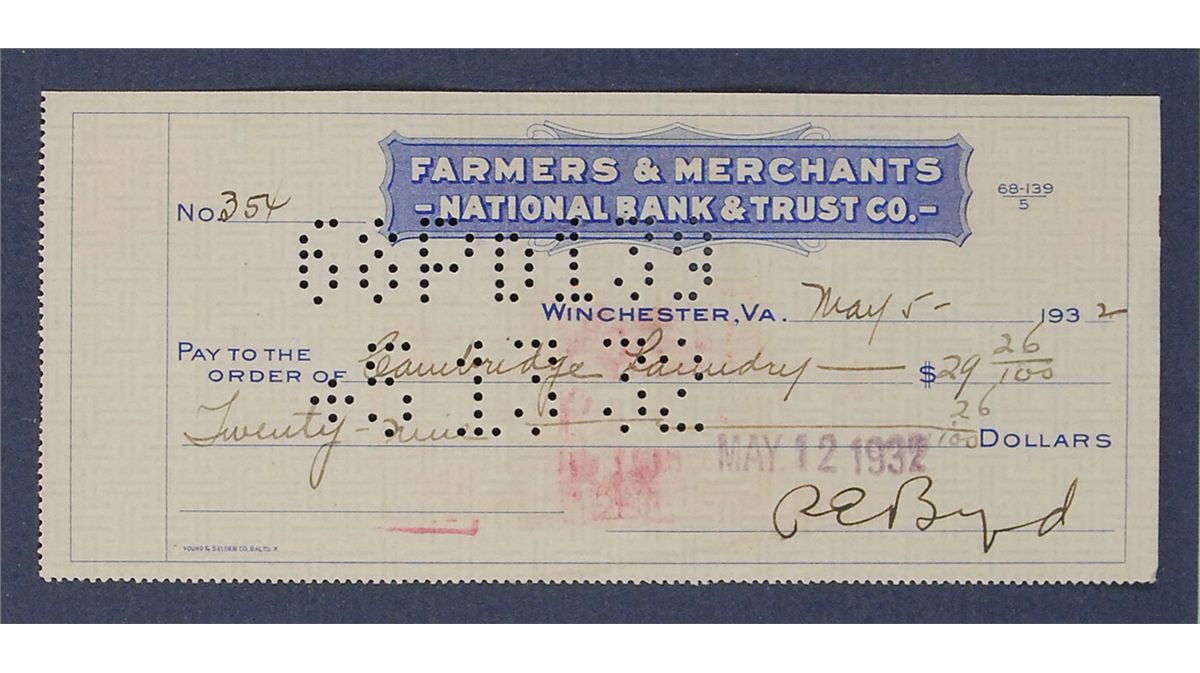 FARMERS & MERCHANTS
-NATIONAL BANK & TRUST CO.-
68-139
5
No. 354
WINCHESTER, VA. May 5- 1932
PAY TO THE
ORDER OF Cambridge Laundry — $29 26/100
Twenty-nine — 26/100 DOLLARS
MAY 12 1932
R E Byrd
YOUNG & SELDEN CO., BALTO. X